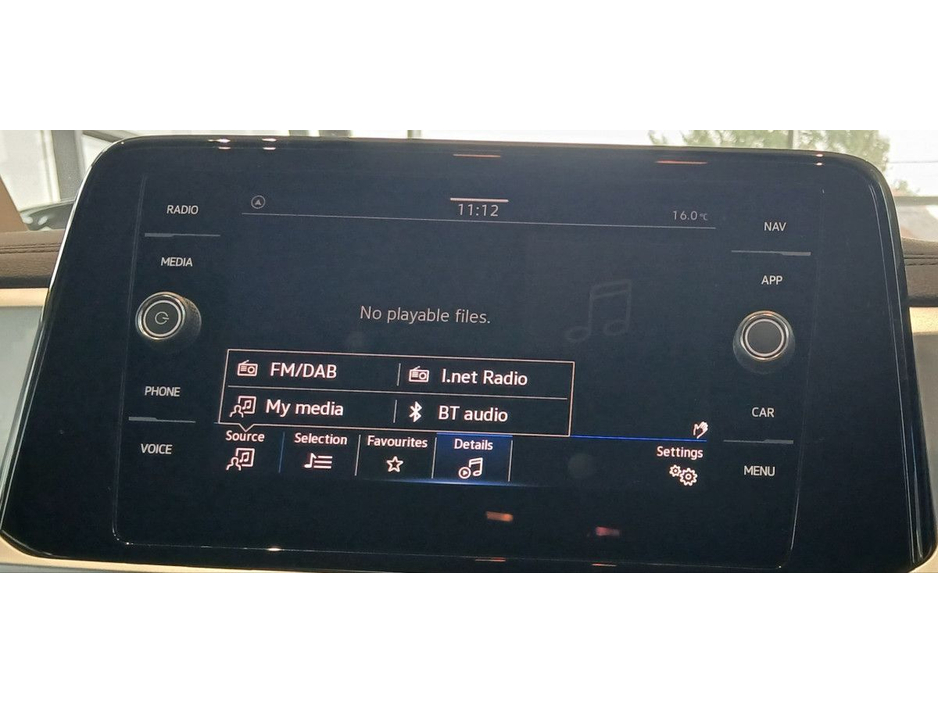 RADIO
MEDIA
PHONE
VOICE
A
11:12
16.0°C
No playable files.
FM/DAB
I.net Radio
My media
BT audio
Source
Selection
Favourites
Details
Settings
NAV
APP
CAR
MENU